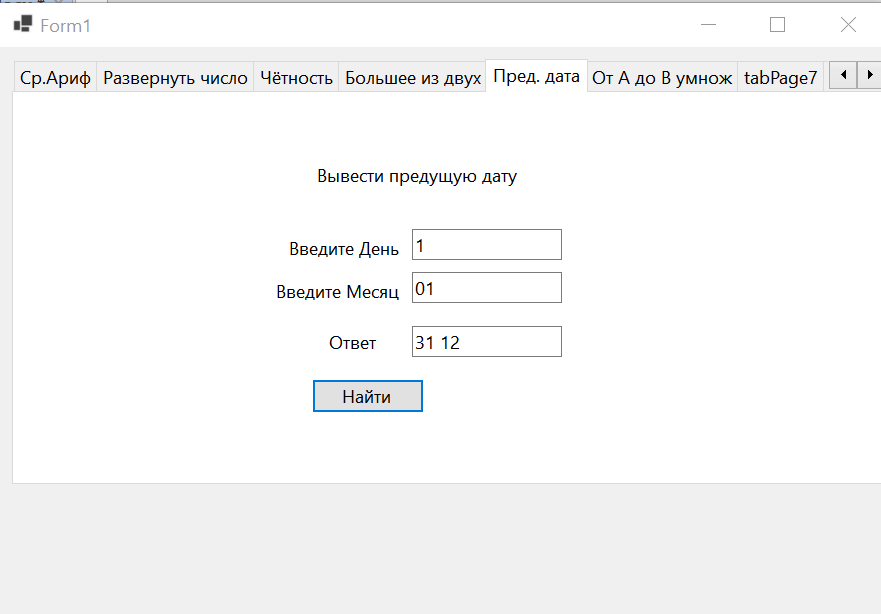 Form1
Ср.Ариф Развернуть число Чётность Большее из двух Пред. дата От А до В умнож tabPage7
Вывести предущую дату
Введите День 1
Введите Месяц 01
Ответ 31 12
Найти